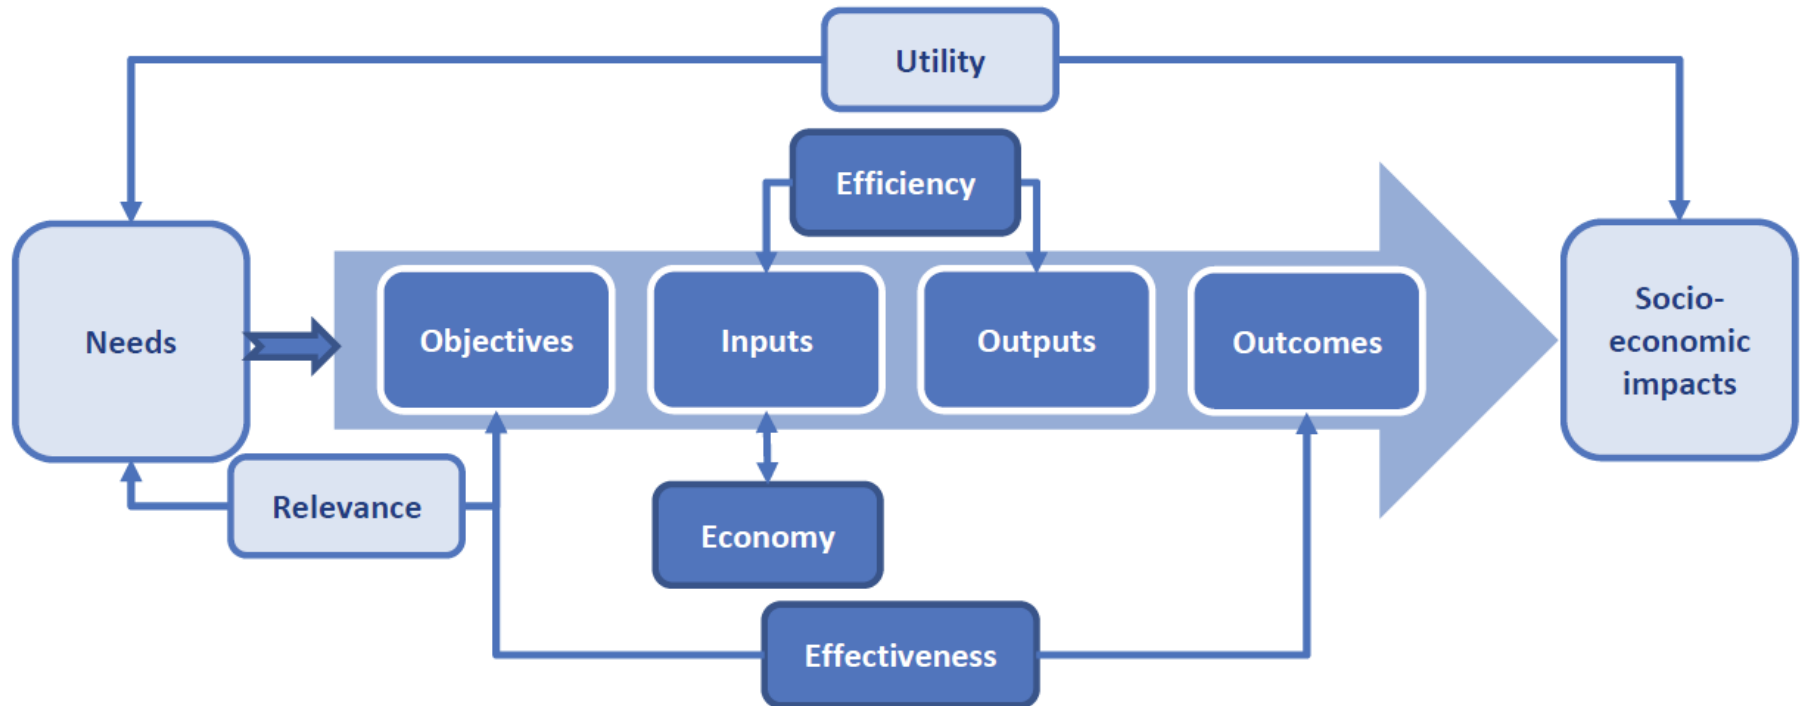 Utility
Efficiency
Needs
Objectives
Inputs
Outputs
Outcomes
Socio-
economic
impacts
Relevance
Economy
Effectiveness